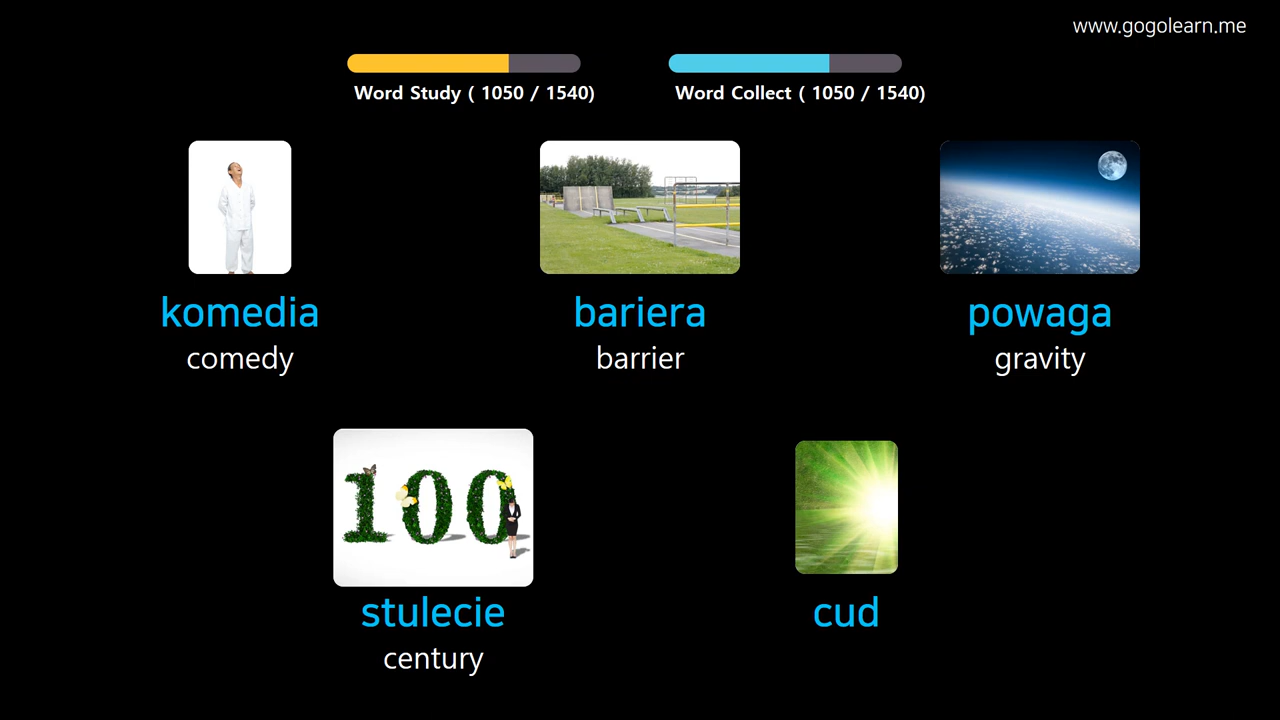 www.gogolearn.me
Word Study ( 1050 / 1540)
Word Collect ( 1050 / 1540)
komedia
comedy
bariera
barrier
powaga
gravity
100
stulecie
century
cud